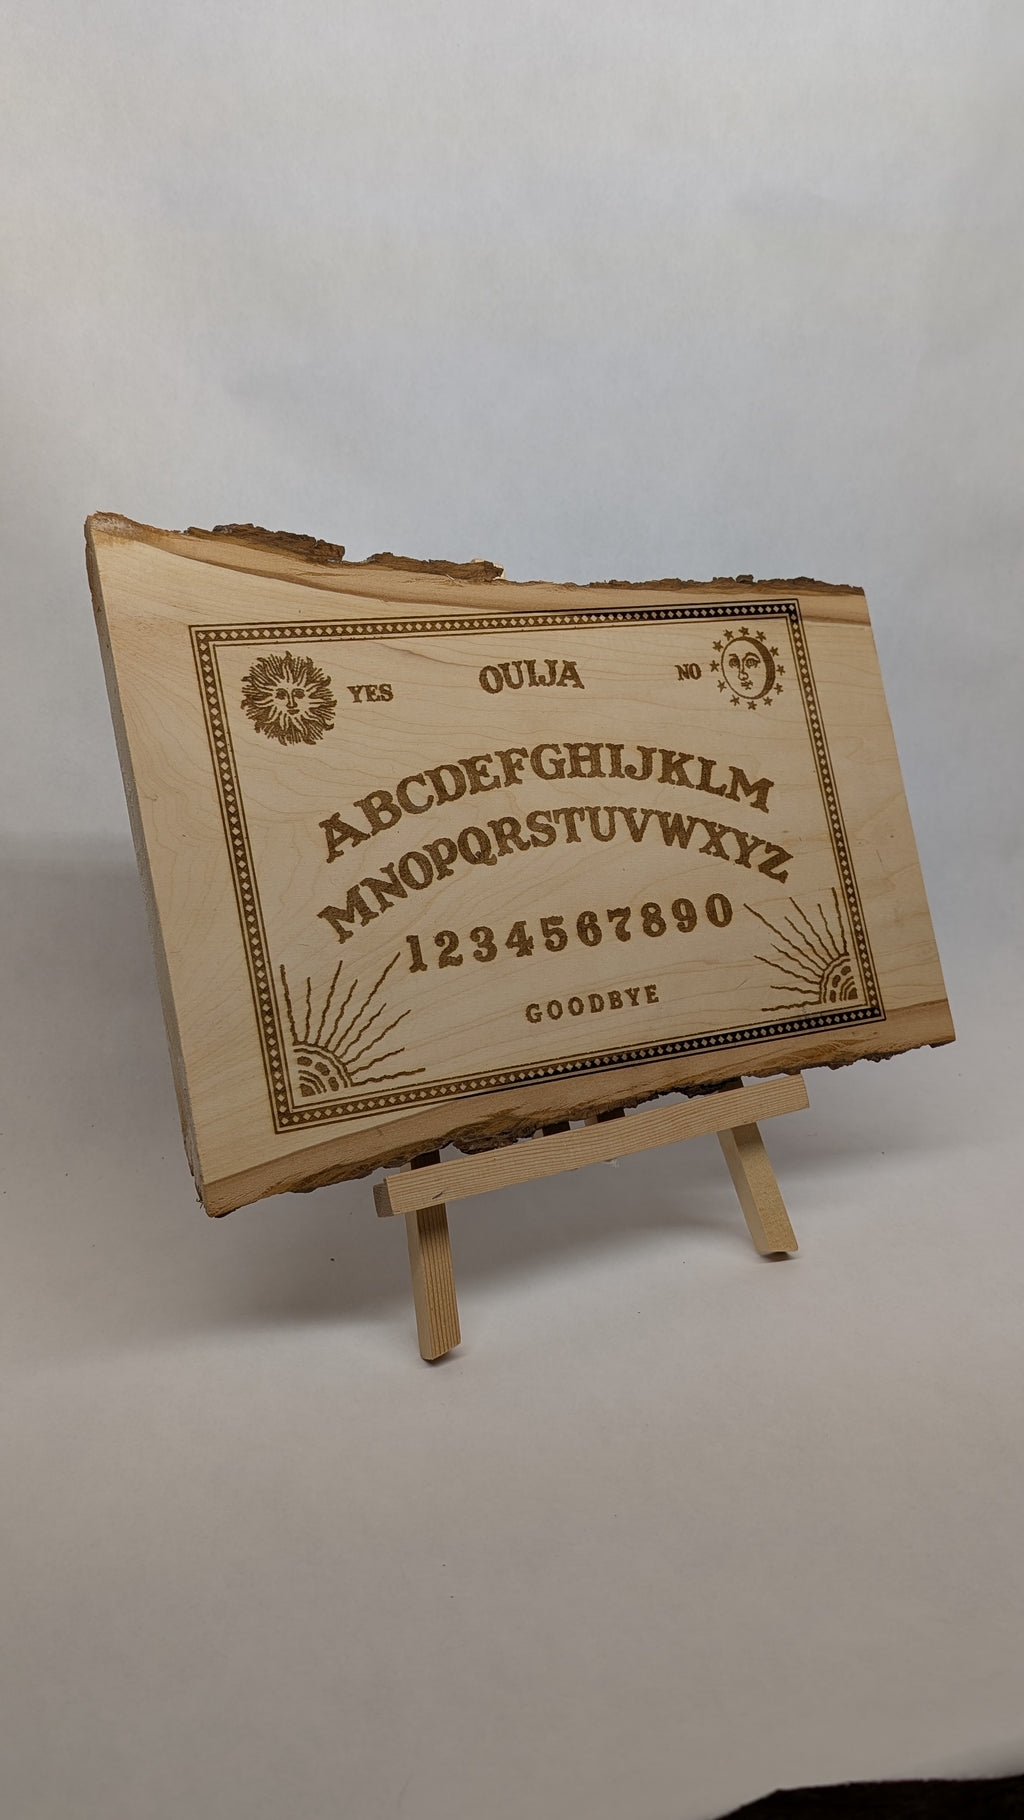 YES OUIJA NO
ABCDEFGHIJKLM
MNOPQRSTUVWXYZ
1234567890
GOODBYE